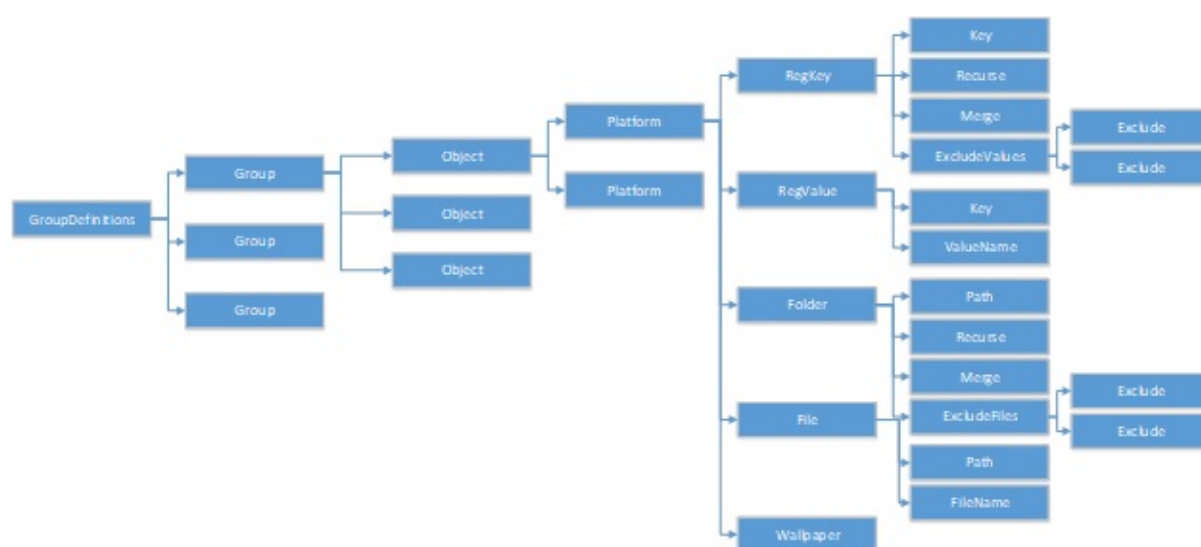 GroupDefinitions
Group
Group
Group
Object
Object
Object
Platform
Platform
RegKey
RegValue
Folder
File
Wallpaper
Key
Recurse
Merge
ExcludeValues
Key
ValueName
Path
Recurse
Merge
ExcludeFiles
Path
FileName
Exclude
Exclude
Exclude
Exclude